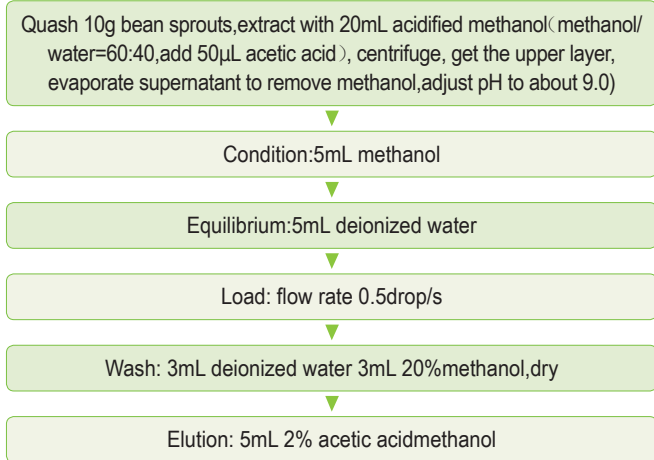 Quash 10g bean sprouts,extract with 20mL acidified methanol（methanol/
water=60:40,add 50μL acetic acid）, centrifuge, get the upper layer,
evaporate supernatant to remove methanol,adjust pH to about 9.0)
Condition:5mL methanol
Equilibrium:5mL deionized water
Load: flow rate 0.5drop/s
Wash: 3mL deionized water 3mL 20%methanol,dry
Elution: 5mL 2% acetic acidmethanol